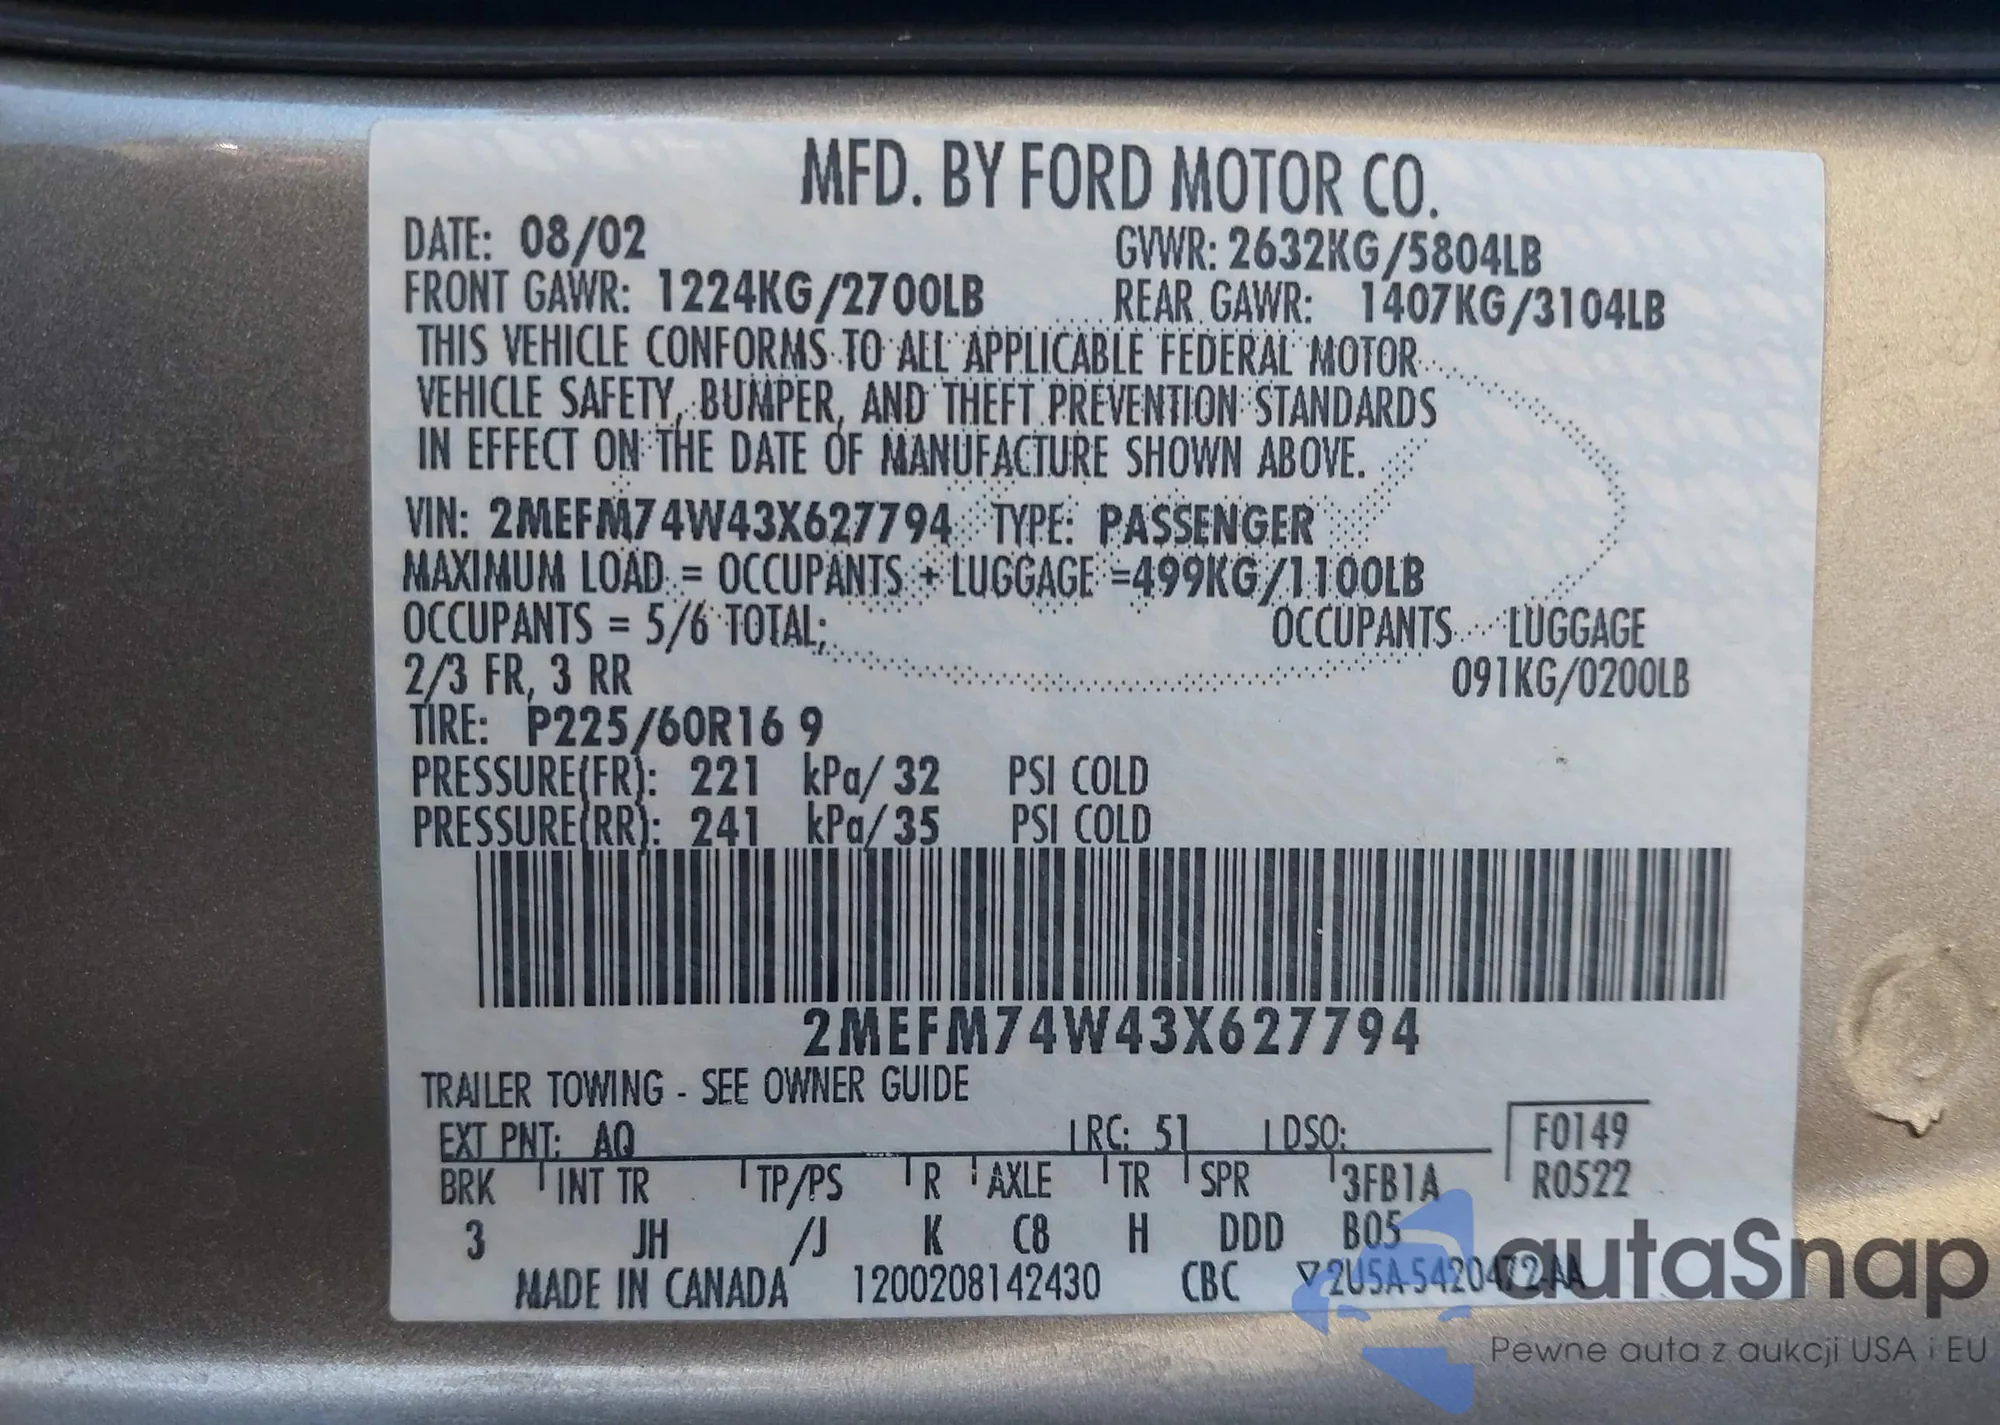 MFD. BY FORD MOTOR CO.
DATE: 08/02 GVWR: 2632KG/5804LB
FRONT GAWR: 1224KG/2700LB REAR GAWR: 1407KG/3104LB
THIS VEHICLE CONFORMS TO ALL APPLICABLE FEDERAL MOTOR
VEHICLE SAFETY, BUMPER, AND THEFT PREVENTION STANDARDS
IN EFFECT ON THE DATE OF MANUFACTURE SHOWN ABOVE.
VIN: 2MEFM74W43X627794 TYPE: PASSENGER
MAXIMUM LOAD = OCCUPANTS + LUGGAGE =499KG/1100LB
OCCUPANTS = 5/6 TOTAL; OCCUPANTS LUGGAGE
2/3 FR, 3 RR 091KG/0200LB
TIRE: P225/60R16 9
PRESSURE(FR): 221 kPa/ 32 PSI COLD
PRESSURE(RR): 241 kPa/ 35 PSI COLD
2MEFM74W43X627794
TRAILER TOWING - SEE OWNER GUIDE
EXT PNT: AQ RC: 51 DSO: F0149
BRK INT TR TP/PS R AXLE TR SPR 3FB1A R0522
3 JH /J K C8 H DDD B05
MADE IN CANADA 1200208142430 CBC 2U5A-5420472-AA
autaSnap
Pewne auta z aukcji USA i EU